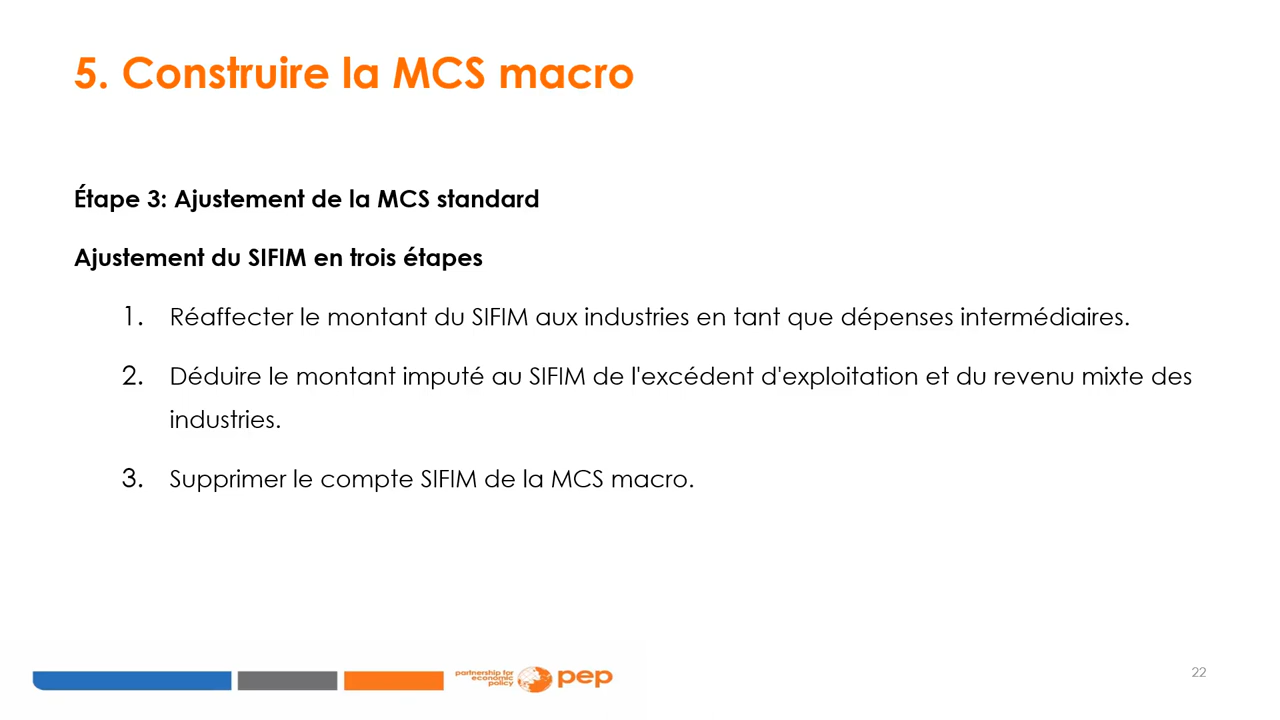 5. Construire la MCS macro
Étape 3: Ajustement de la MCS standard
Ajustement du SIFIM en trois étapes
1. Réaffecter le montant du SIFIM aux industries en tant que dépenses intermédiaires.
2. Déduire le montant imputé au SIFIM de l'excédent d'exploitation et du revenu mixte des
industries.
3. Supprimer le compte SIFIM de la MCS macro.
partnership for
economic
policy
pep
22